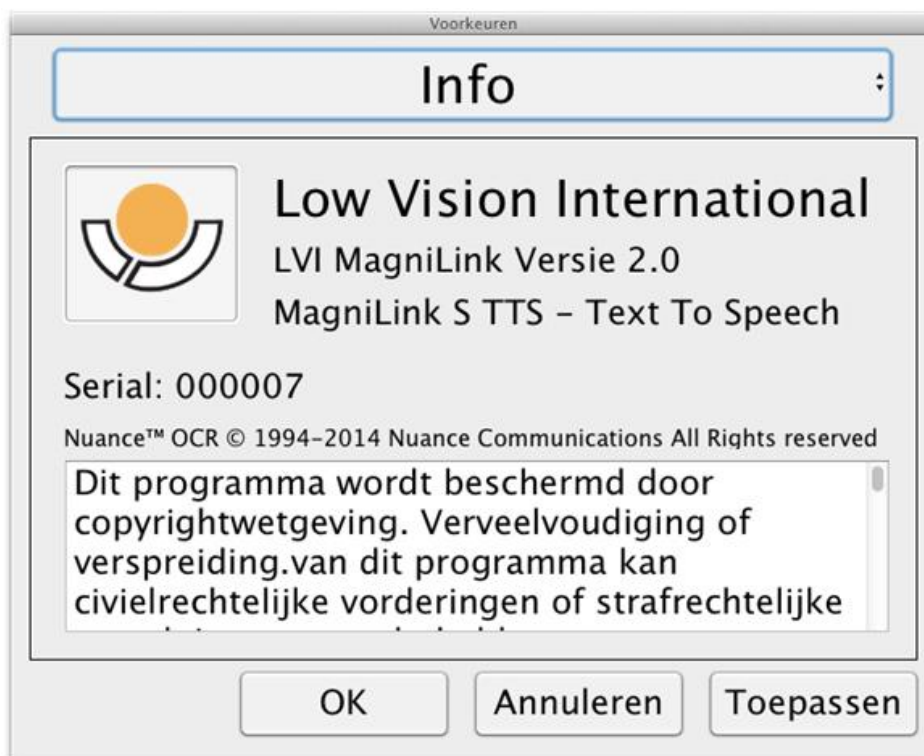 Voorkeuren
Info
Low Vision International
LVI MagniLink Versie 2.0
MagniLink S TTS – Text To Speech
Serial: 000007
Nuance™ OCR © 1994–2014 Nuance Communications All Rights reserved
Dit programma wordt beschermd door
copyrightwetgeving. Verveelvoudiging of
verspreiding.van dit programma kan
civielrechtelijke vorderingen of strafrechtelijke
OK
Annuleren
Toepassen